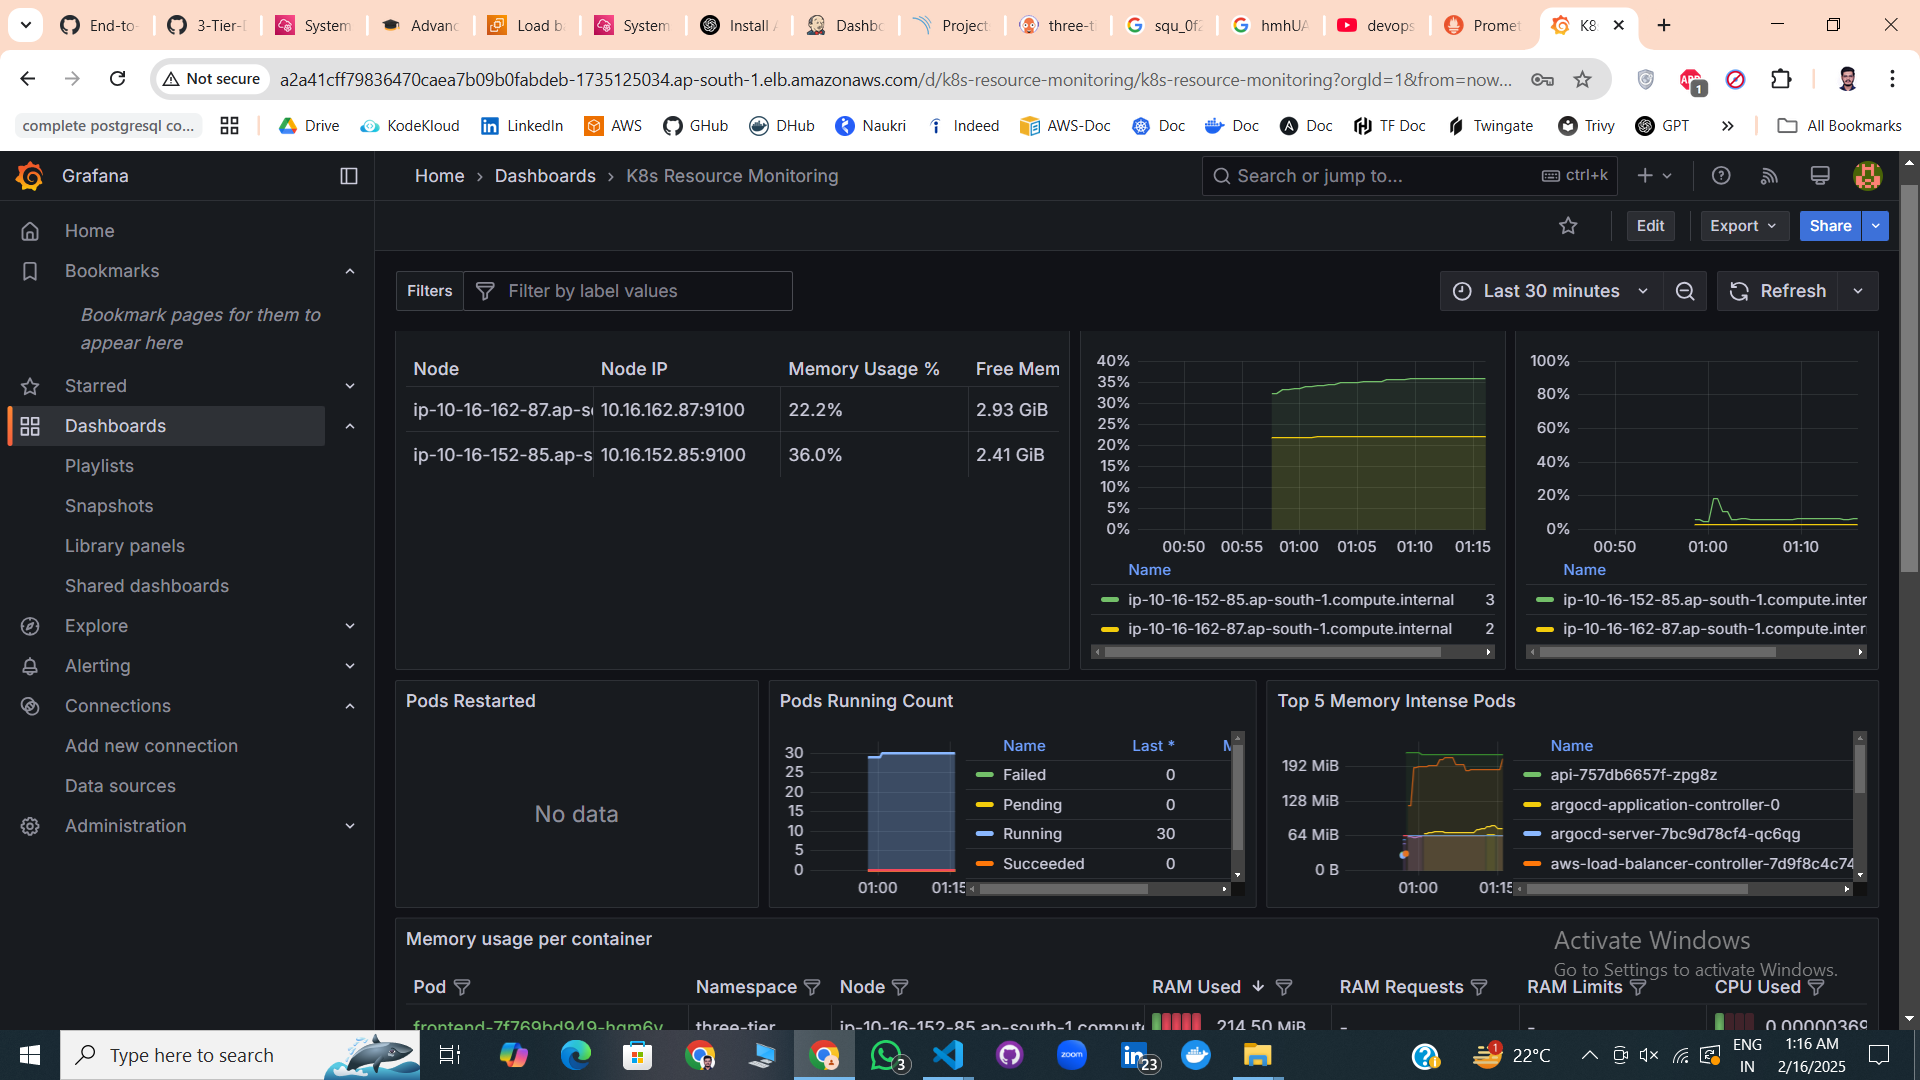 End-to-
3-Tier-D
System
Advanc
Load ba
System
Install A
Dashbo
Project
three-ti
squ_0f2
hmhUA
devops
Promet
K8
Not secure
a2a41cff79836470caea7b09b0fabdeb-1735125034.ap-south-1.elb.amazonaws.com/d/k8s-resource-monitoring/k8s-resource-monitoring?orgId=1&from=now...
1
complete postgresql co...
Drive
KodeKloud
LinkedIn
AWS
GHub
DHub
Naukri
Indeed
AWS-Doc
Doc
Doc
Doc
TF Doc
Twingate
Trivy
GPT
All Bookmarks
Grafana
Home › Dashboards › K8s Resource Monitoring
Search or jump to...
ctrl+k
Edit
Export
Share
Home
Bookmarks
Bookmark pages for them to
appear here
Starred
Dashboards
Playlists
Snapshots
Library panels
Shared dashboards
Explore
Alerting
Connections
Add new connection
Data sources
Administration
Filters
Filter by label values
Last 30 minutes
Refresh
Node Node IP Memory Usage % Free Mem
ip-10-16-162-87.ap-so 10.16.162.87:9100 22.2% 2.93 GiB
ip-10-16-152-85.ap-s 10.16.152.85:9100 36.0% 2.41 GiB
40%
35%
30%
25%
20%
15%
10%
5%
0%
00:50 00:55 01:00 01:05 01:10 01:15
Name
ip-10-16-152-85.ap-south-1.compute.internal 3
ip-10-16-162-87.ap-south-1.compute.internal 2
100%
80%
60%
40%
20%
0%
00:50 01:00 01:10
Name
ip-10-16-152-85.ap-south-1.compute.inter
ip-10-16-162-87.ap-south-1.compute.inter
Pods Restarted
No data
Pods Running Count
30
25
20
15
10
5
0
01:00 01:15
Name Last * M
Failed 0
Pending 0
Running 30
Succeeded 0
Top 5 Memory Intense Pods
192 MiB
128 MiB
64 MiB
0 B
01:00 01:15
Name
api-757db6657f-zpg8z
argocd-application-controller-0
argocd-server-7bc9d78cf4-qc6qg
aws-load-balancer-controller-7d9f8c4c74
Memory usage per container
Pod Namespace Node RAM Used RAM Requests RAM Limits CPU Used
frontend-7f769bd949-hqm6v three-tier ip-10-16-152-85.ap-south-1.comput 214.50 MiB - - 0.00000369
Activate Windows
Go to Settings to activate Windows.
Type here to search
zoom
3
23
1
22°C
ENG
IN
1:16 AM
2/16/2025